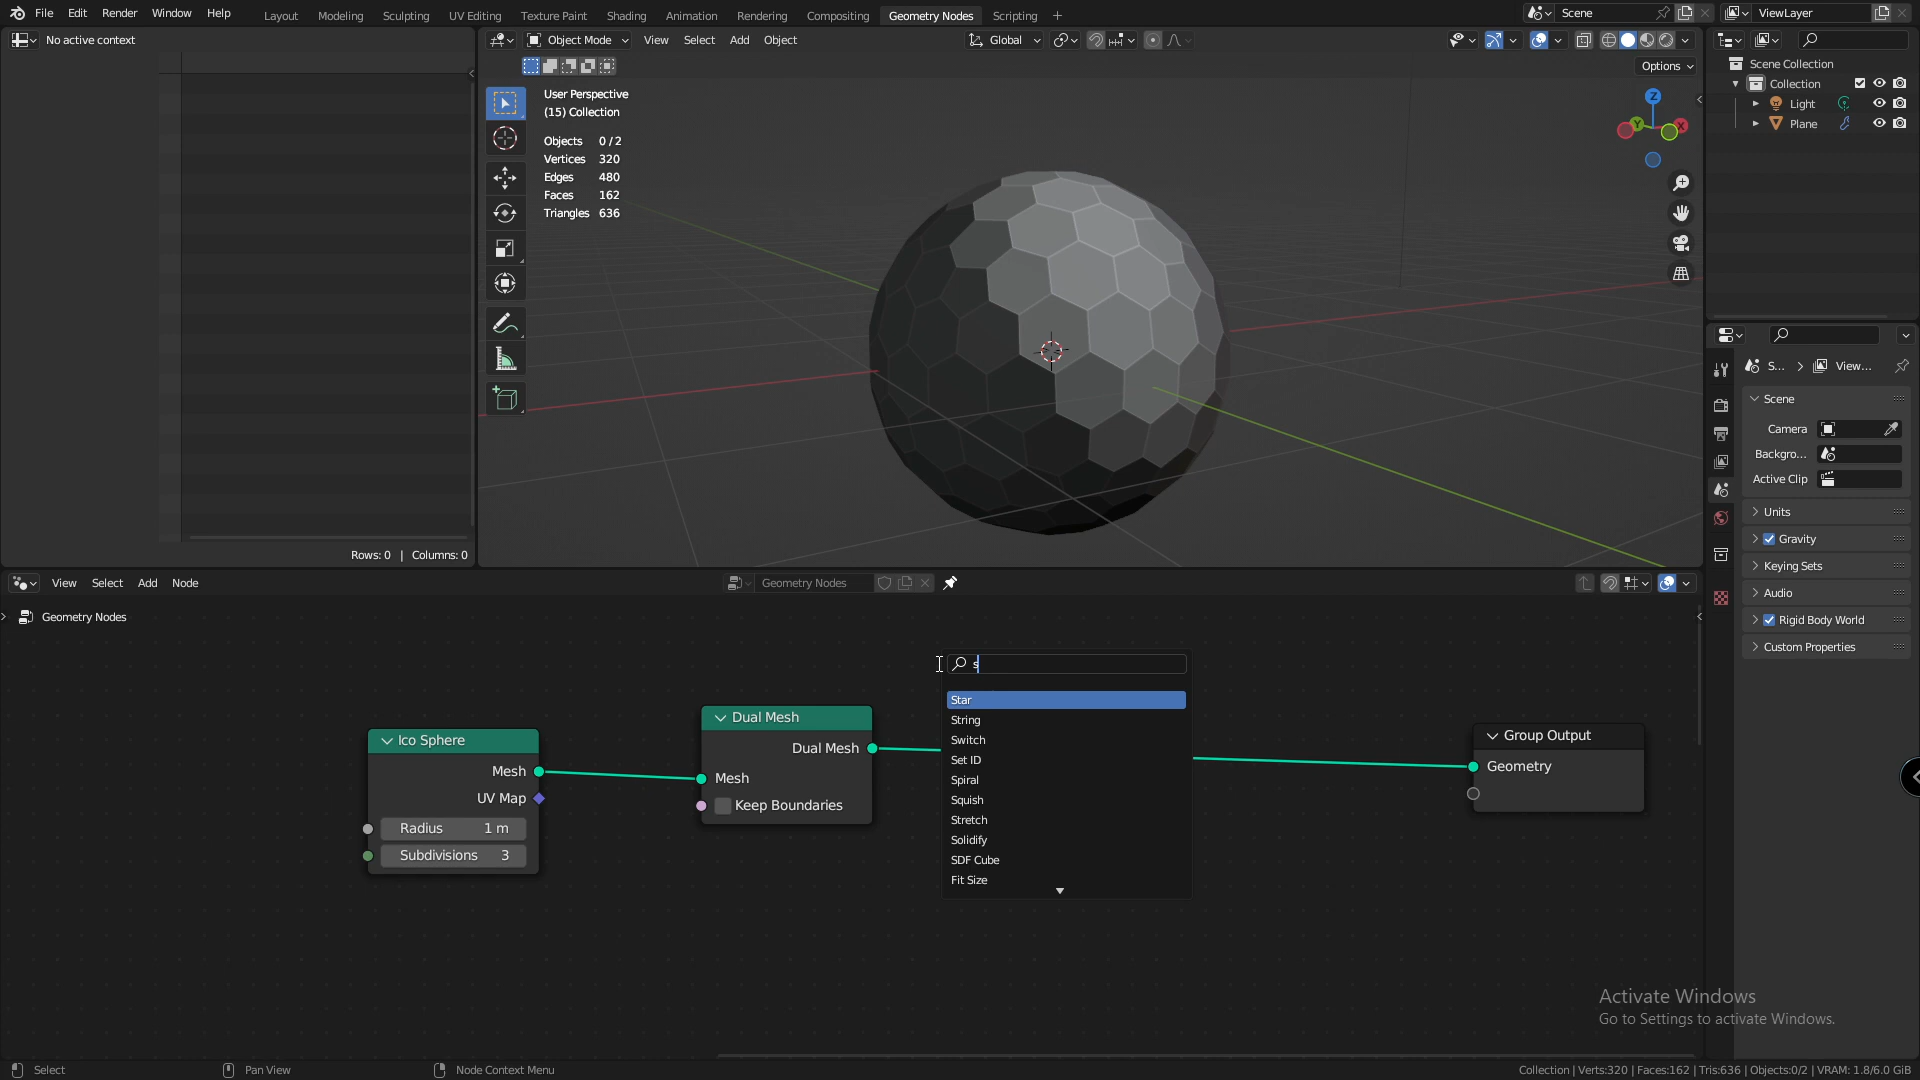 File Edit Render Window Help
Layout Modeling Sculpting UV Editing Texture Paint Shading Animation Rendering Compositing Geometry Nodes Scripting +
Scene
ViewLayer
No active context
Object Mode View Select Add Object
Global
Options
User Perspective
(15) Collection
Objects 0 / 2
Vertices 320
Edges 480
Faces 162
Triangles 636
Z
Y
X
Scene Collection
Collection
Light
Plane
S... View...
Scene
Camera
Backgro...
Active Clip
Units
Gravity
Keying Sets
Audio
Rigid Body World
Custom Properties
Rows: 0 | Columns: 0
View Select Add Node
Geometry Nodes
Geometry Nodes
Ico Sphere
Mesh
UV Map
Radius 1 m
Subdivisions 3
Dual Mesh
Dual Mesh
Mesh
Keep Boundaries
s
Star
String
Switch
Set ID
Spiral
Squish
Stretch
Solidify
SDF Cube
Fit Size
Group Output
Geometry
Activate Windows
Go to Settings to activate Windows.
Select
Pan View
Node Context Menu
Collection | Verts:320 | Faces:162 | Tris:636 | Objects:0/2 | VRAM: 1.8/6.0 GiB